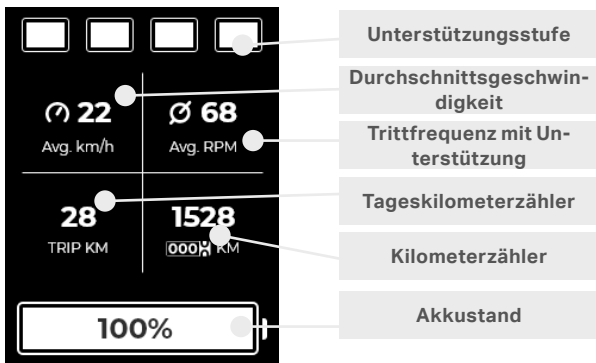 Unterstützungsstufe
22
68
Avg. km/h
Avg. RPM
Durchschnittsgeschwin-
digkeit
Trittfrequenz mit Un-
terstützung
28
1528
TRIP KM
000 KM
Tageskilometerzähler
Kilometerzähler
100%
Akkustand